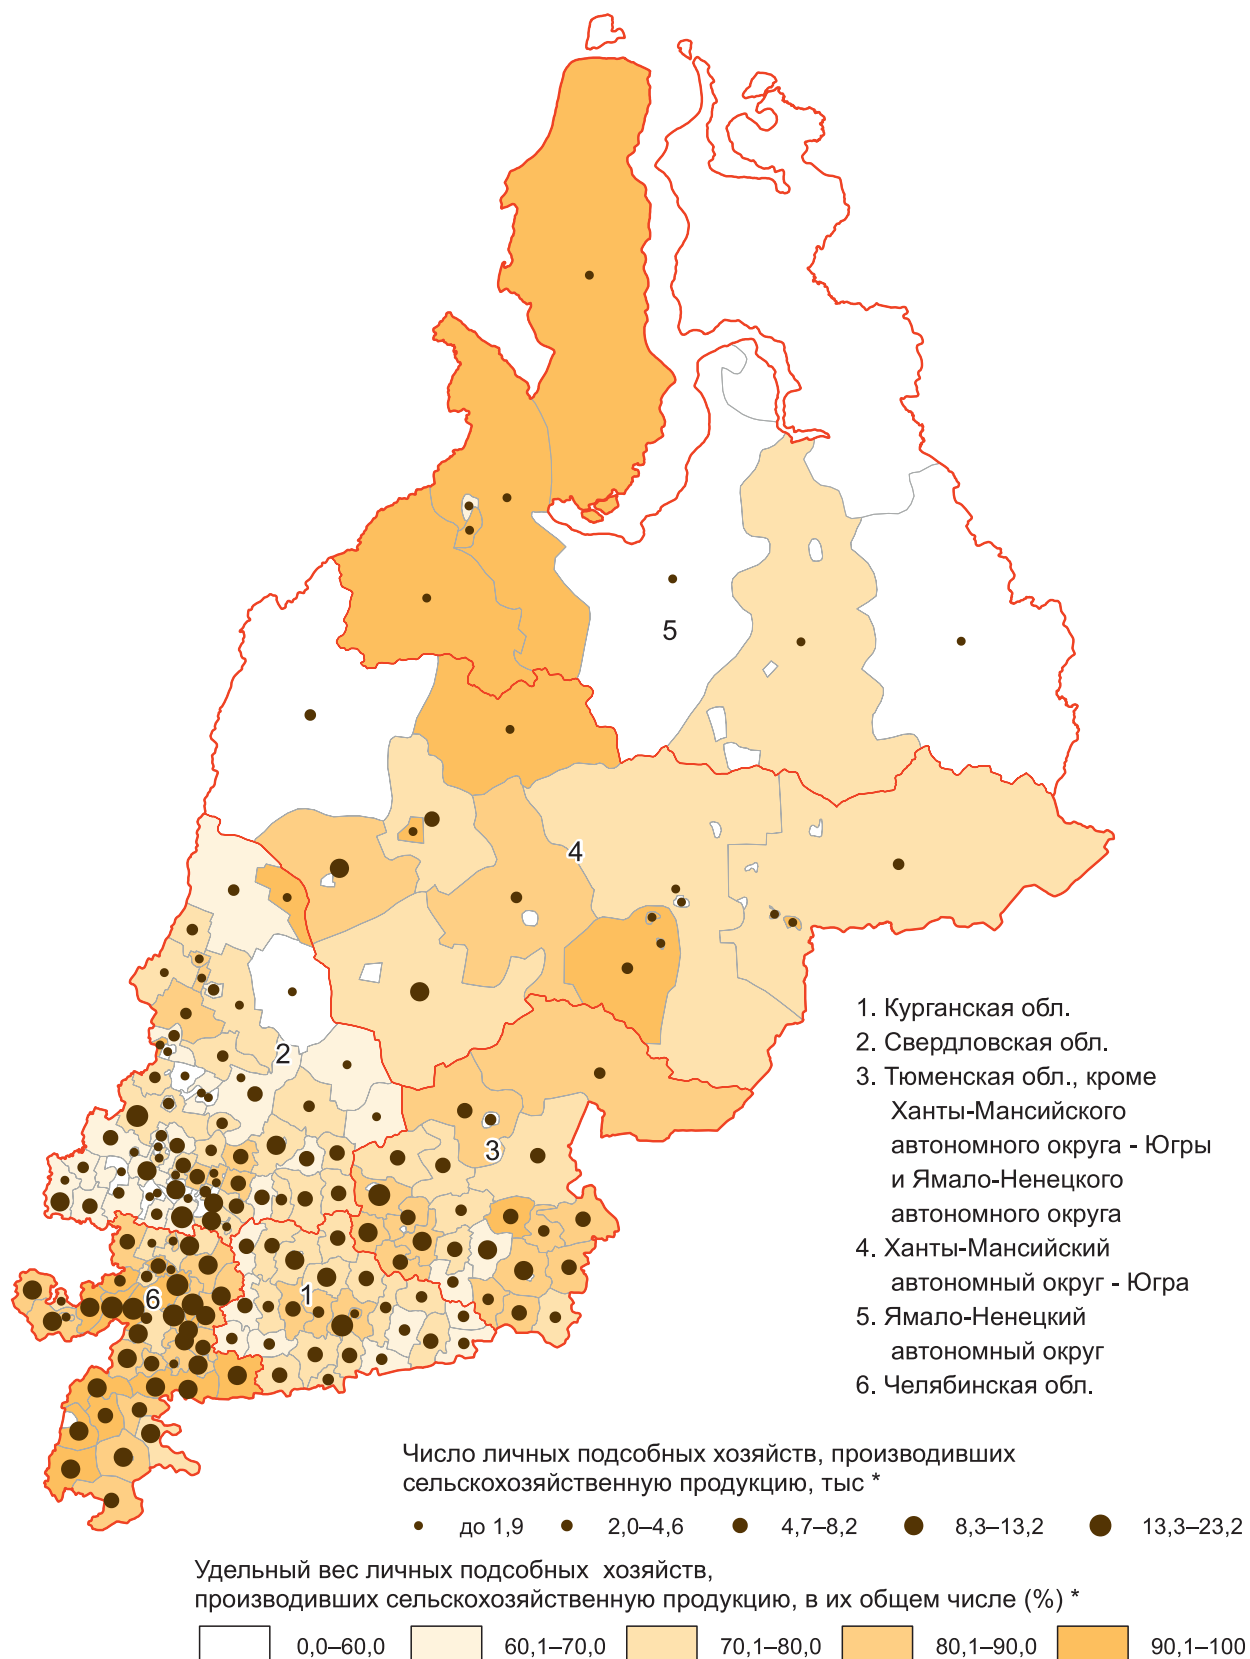 5
4
2
3
1
6
1. Курганская обл.
2. Свердловская обл.
3. Тюменская обл., кроме
Ханты-Мансийского
автономного округа - Югры
и Ямало-Ненецкого
автономного округа
4. Ханты-Мансийский
автономный округ - Югра
5. Ямало-Ненецкий
автономный округ
6. Челябинская обл.
Число личных подсобных хозяйств, производивших
сельскохозяйственную продукцию, тыс *
до 1,9 2,0–4,6 4,7–8,2 8,3–13,2 13,3–23,2
Удельный вес личных подсобных хозяйств,
производивших сельскохозяйственную продукцию, в их общем числе (%) *
0,0–60,0 60,1–70,0 70,1–80,0 80,1–90,0 90,1–100